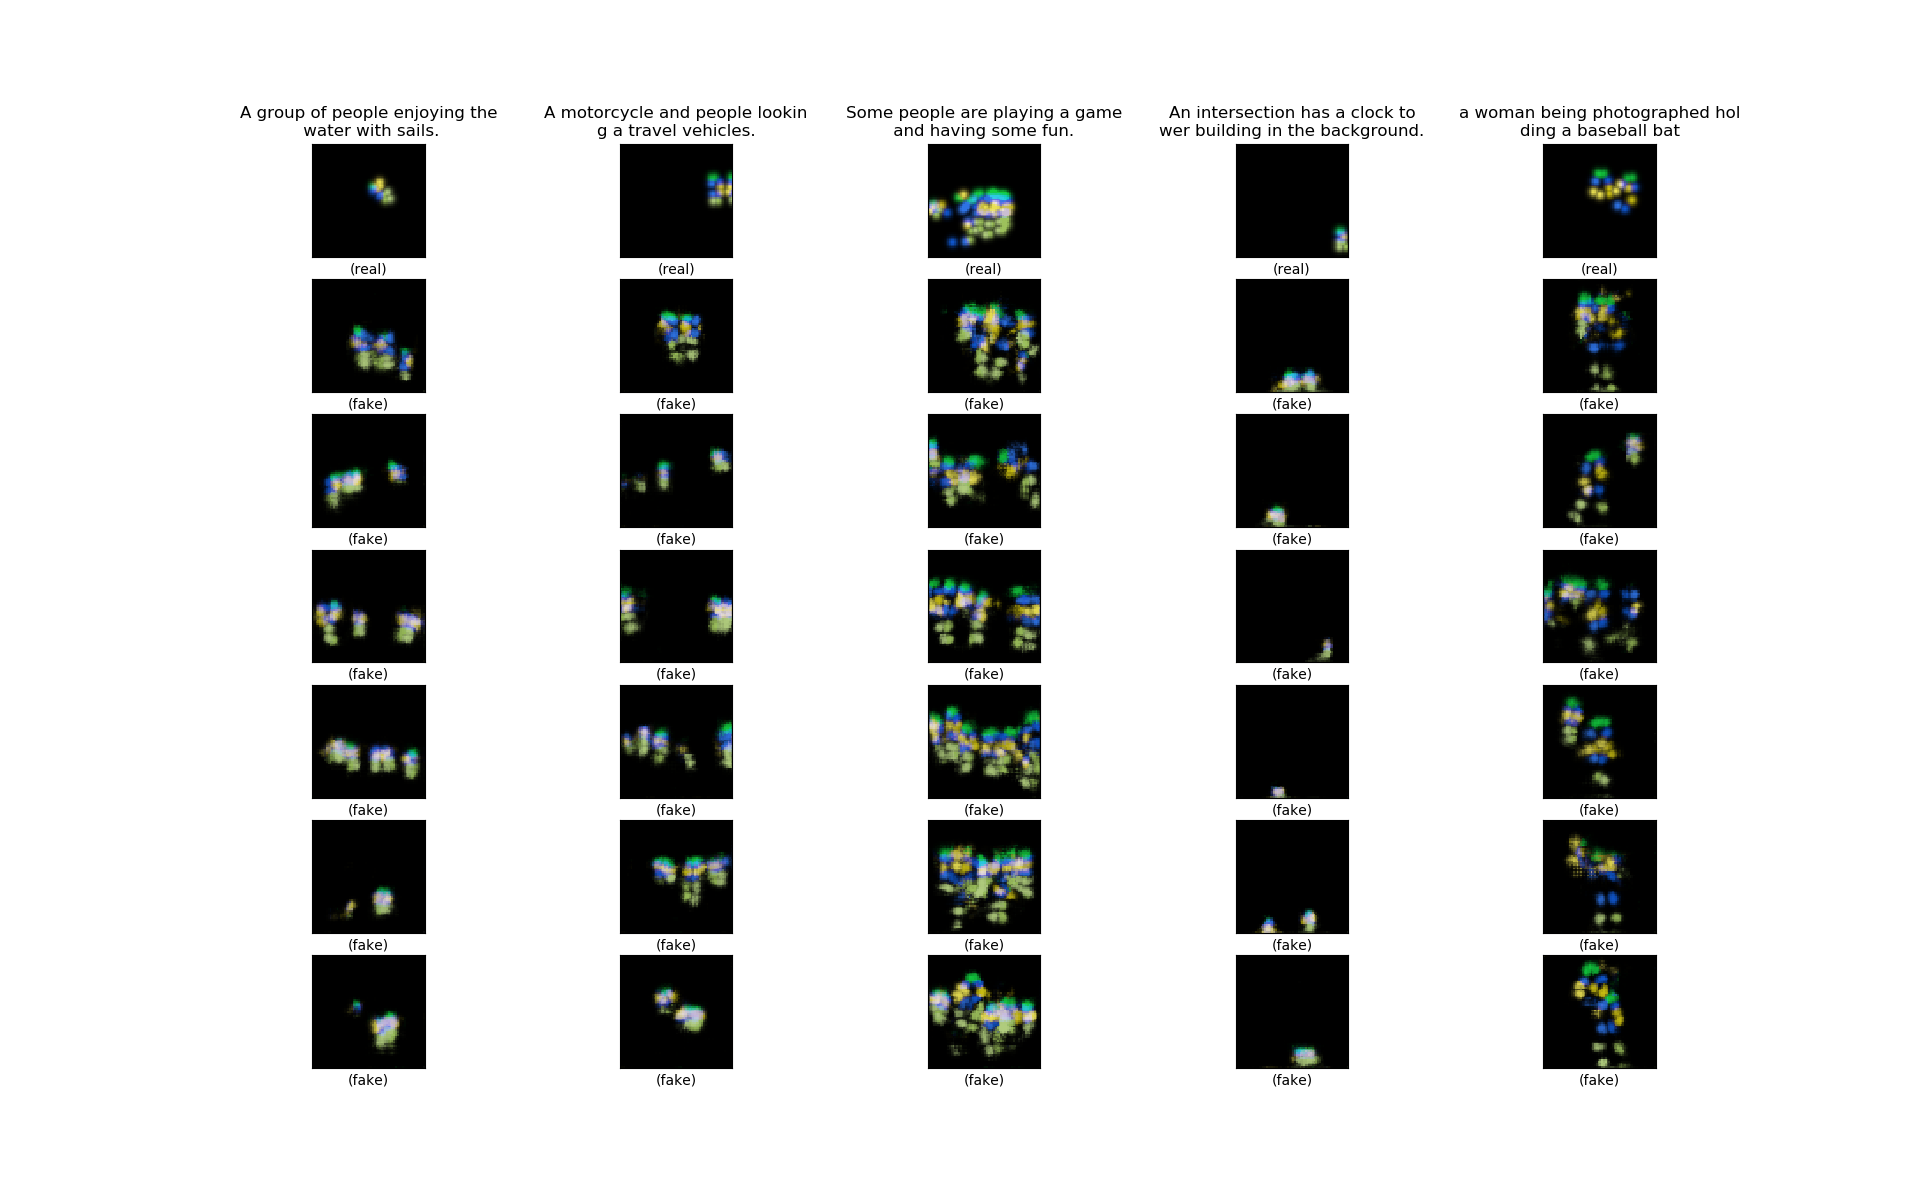 A group of people enjoying the
water with sails.
A motorcycle and people lookin
g a travel vehicles.
Some people are playing a game
and having some fun.
An intersection has a clock to
wer building in the background.
a woman being photographed hol
ding a baseball bat
(real) (real) (real) (real) (real)
(fake) (fake) (fake) (fake) (fake)
(fake) (fake) (fake) (fake) (fake)
(fake) (fake) (fake) (fake) (fake)
(fake) (fake) (fake) (fake) (fake)
(fake) (fake) (fake) (fake) (fake)
(fake) (fake) (fake) (fake) (fake)